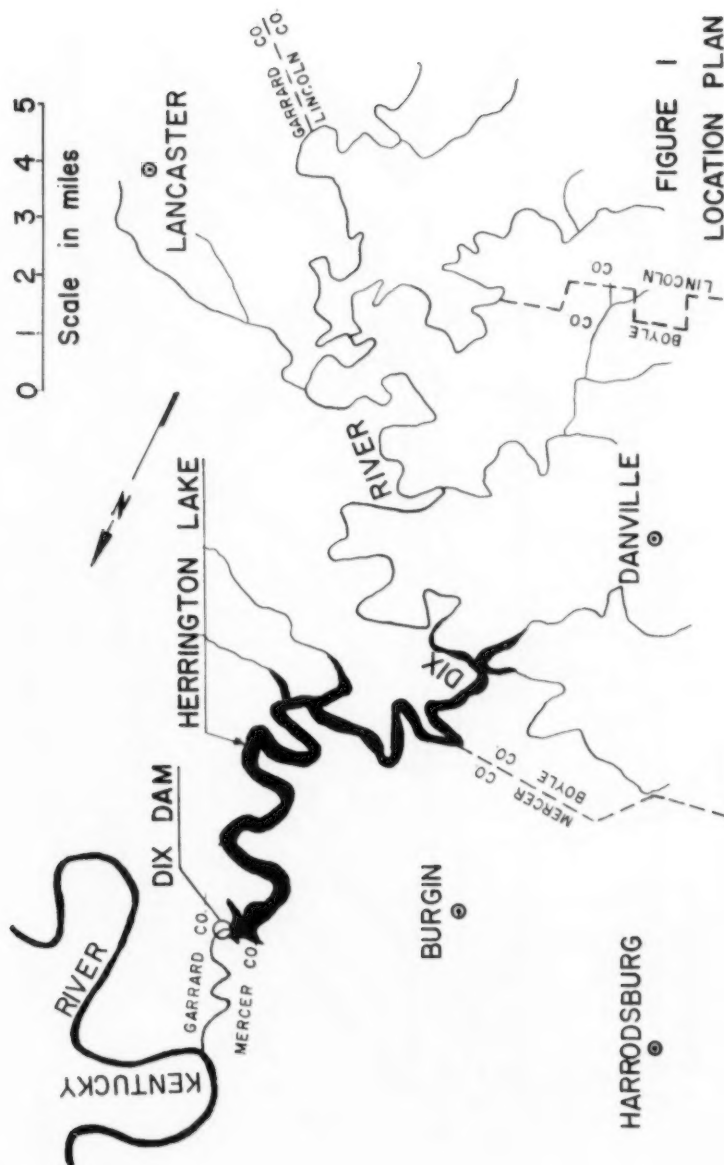 KENTUCKY
RIVER
DIX DAM
HERRINGTON LAKE
N
0 1 2 3 4 5
Scale in miles
LANCASTER
GARRARD CO.
LINCOLN CO.
GARRARD CO.
MERCER CO.
RIVER
DIX
BURGIN
MERCER CO.
BOYLE CO.
BOYLE CO
LINCOLN CO
HARRODSBURG
DANVILLE
FIGURE I
LOCATION PLAN